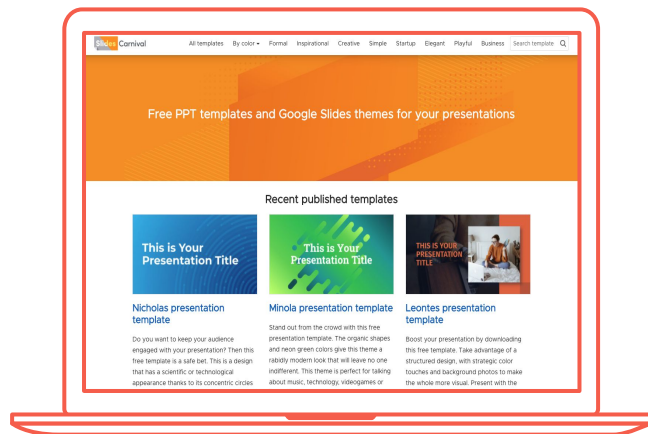 Slides Carnival
All templates By color Formal Inspirational Creative Simple Startup Elegant Playful Business Search template
Free PPT templates and Google Slides themes for your presentations
Recent published templates
This is Your
Presentation Title
Nicholas presentation
template
Do you want to keep your audience
engaged with your presentation? Then this
free template is a safe bet. This is a design
that has a scientific or technological
appearance thanks to its concentric circles
This is Your
Presentation Title
Minola presentation template
Stand out from the crowd with this free
presentation template. The organic shapes
and neon green colors give this theme a
rabidly modern look that will leave no one
indifferent. This theme is perfect for talking
about music, technology, videogames or
THIS IS YOUR
PRESENTATION
TITLE
Leontes presentation
template
Boost your presentation by downloading
this free template. Take advantage of a
structured design, with strategic color
touches and background photos to make
the whole more visual. Present with the